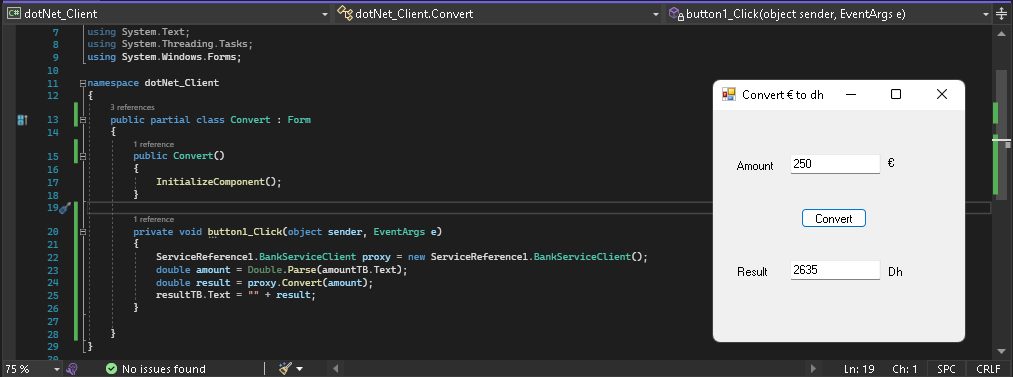 dotNet_Client
dotNet_Client.Convert
button1_Click(object sender, EventArgs e)
7 using System.Text;
8 using System.Threading.Tasks;
9 using System.Windows.Forms;
10
11 namespace dotNet_Client
12 {
3 references
13 public partial class Convert : Form
14 {
1 reference
15 public Convert()
16 {
17 InitializeComponent();
18 }
19
1 reference
20 private void button1_Click(object sender, EventArgs e)
21 {
22 ServiceReference1.BankServiceClient proxy = new ServiceReference1.BankServiceClient();
23 double amount = Double.Parse(amountTB.Text);
24 double result = proxy.Convert(amount);
25 resultTB.Text = "" + result;
26 }
27
28 }
29 }
30
Convert € to dh
Amount 250 €
Convert
Result 2635 Dh
75 % No issues found Ln: 19 Ch: 1 SPC CRLF